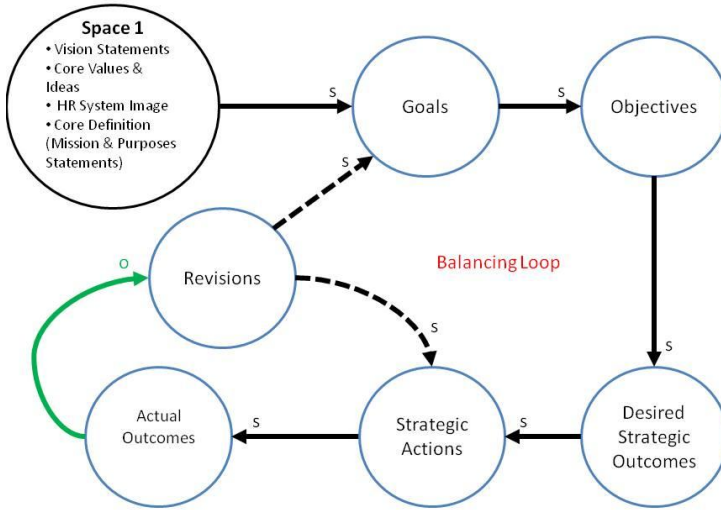 Space 1
• Vision Statements
• Core Values &
Ideas
• HR System Image
• Core Definition
(Mission & Purposes
Statements)
S
Goals
S
Objectives
S
O
Revisions
Balancing Loop
S
S
Actual
Outcomes
S
Strategic
Actions
S
Desired
Strategic
Outcomes